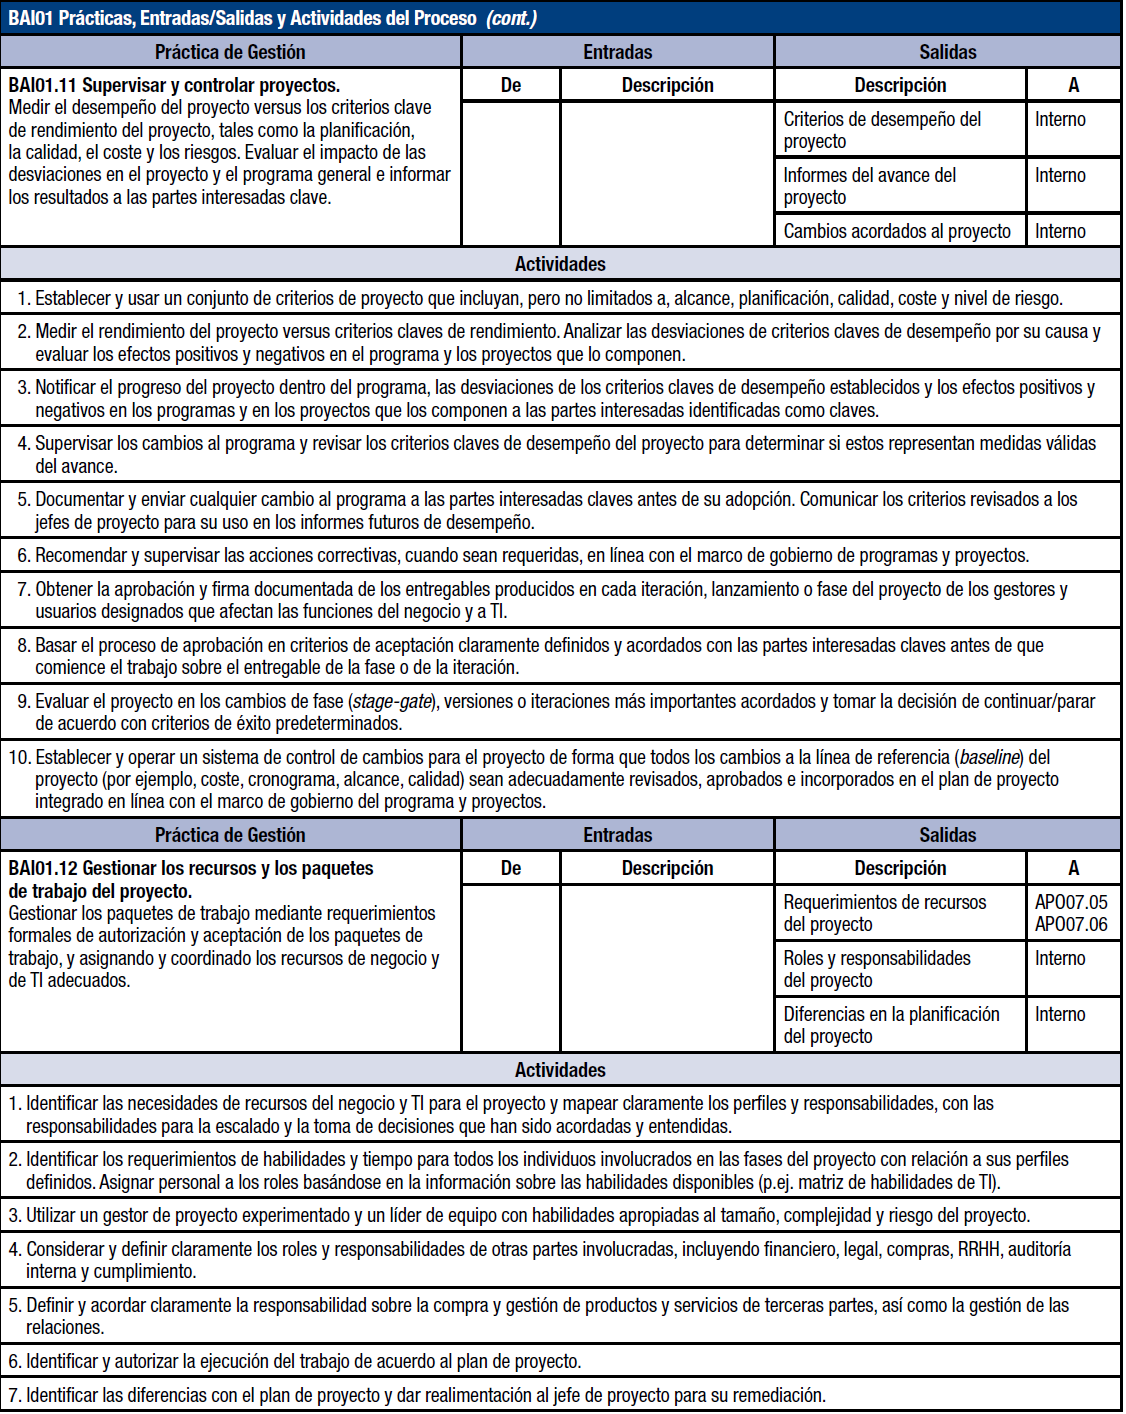 BAI01 Prácticas, Entradas/Salidas y Actividades del Proceso (cont.)
Práctica de Gestión Entradas Salidas
BAI01.11 Supervisar y controlar proyectos.
Medir el desempeño del proyecto versus los criterios clave
de rendimiento del proyecto, tales como la planificación,
la calidad, el coste y los riesgos. Evaluar el impacto de las
desviaciones en el proyecto y el programa general e informar
los resultados a las partes interesadas clave.
De Descripción Descripción A
Criterios de desempeño del
proyecto
Interno
Informes del avance del
proyecto
Interno
Cambios acordados al proyecto Interno
Actividades
1. Establecer y usar un conjunto de criterios de proyecto que incluyan, pero no limitados a, alcance, planificación, calidad, coste y nivel de riesgo.
2. Medir el rendimiento del proyecto versus criterios claves de rendimiento. Analizar las desviaciones de criterios claves de desempeño por su causa y
evaluar los efectos positivos y negativos en el programa y los proyectos que lo componen.
3. Notificar el progreso del proyecto dentro del programa, las desviaciones de los criterios claves de desempeño establecidos y los efectos positivos y
negativos en los programas y en los proyectos que los componen a las partes interesadas identificadas como claves.
4. Supervisar los cambios al programa y revisar los criterios claves de desempeño del proyecto para determinar si estos representan medidas válidas
del avance.
5. Documentar y enviar cualquier cambio al programa a las partes interesadas claves antes de su adopción. Comunicar los criterios revisados a los
jefes de proyecto para su uso en los informes futuros de desempeño.
6. Recomendar y supervisar las acciones correctivas, cuando sean requeridas, en línea con el marco de gobierno de programas y proyectos.
7. Obtener la aprobación y firma documentada de los entregables producidos en cada iteración, lanzamiento o fase del proyecto de los gestores y
usuarios designados que afectan las funciones del negocio y a TI.
8. Basar el proceso de aprobación en criterios de aceptación claramente definidos y acordados con las partes interesadas claves antes de que
comience el trabajo sobre el entregable de la fase o de la iteración.
9. Evaluar el proyecto en los cambios de fase (stage-gate), versiones o iteraciones más importantes acordados y tomar la decisión de continuar/parar
de acuerdo con criterios de éxito predeterminados.
10. Establecer y operar un sistema de control de cambios para el proyecto de forma que todos los cambios a la línea de referencia (baseline) del
proyecto (por ejemplo, coste, cronograma, alcance, calidad) sean adecuadamente revisados, aprobados e incorporados en el plan de proyecto
integrado en línea con el marco de gobierno del programa y proyectos.
Práctica de Gestión Entradas Salidas
BAI01.12 Gestionar los recursos y los paquetes
de trabajo del proyecto.
Gestionar los paquetes de trabajo mediante requerimientos
formales de autorización y aceptación de los paquetes de
trabajo, y asignando y coordinado los recursos de negocio y
de TI adecuados.
De Descripción Descripción A
Requerimientos de recursos
del proyecto
APO07.05
APO07.06
Roles y responsabilidades
del proyecto
Interno
Diferencias en la planificación
del proyecto
Interno
Actividades
1. Identificar las necesidades de recursos del negocio y TI para el proyecto y mapear claramente los perfiles y responsabilidades, con las
responsabilidades para la escalado y la toma de decisiones que han sido acordadas y entendidas.
2. Identificar los requerimientos de habilidades y tiempo para todos los individuos involucrados en las fases del proyecto con relación a sus perfiles
definidos. Asignar personal a los roles basándose en la información sobre las habilidades disponibles (p.ej. matriz de habilidades de TI).
3. Utilizar un gestor de proyecto experimentado y un líder de equipo con habilidades apropiadas al tamaño, complejidad y riesgo del proyecto.
4. Considerar y definir claramente los roles y responsabilidades de otras partes involucradas, incluyendo financiero, legal, compras, RRHH, auditoría
interna y cumplimiento.
5. Definir y acordar claramente la responsabilidad sobre la compra y gestión de productos y servicios de terceras partes, así como la gestión de las
relaciones.
6. Identificar y autorizar la ejecución del trabajo de acuerdo al plan de proyecto.
7. Identificar las diferencias con el plan de proyecto y dar realimentación al jefe de proyecto para su remediación.